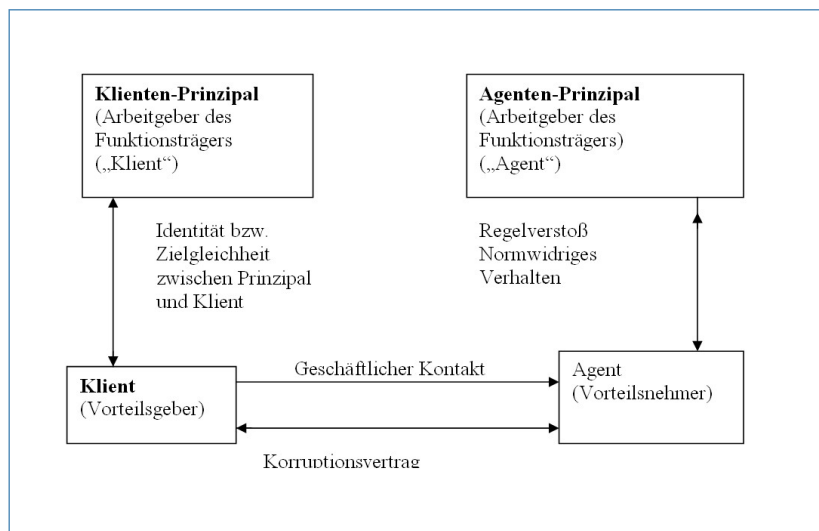 Klienten-Prinzipal
(Arbeitgeber des
Funktionsträgers
(„Klient“)
Agenten-Prinzipal
(Arbeitgeber des
Funktionsträgers)
(„Agent“)
Identität bzw.
Zielgleichheit
zwischen Prinzipal
und Klient
Regelverstoß
Normwidriges
Verhalten
Klient
(Vorteilsgeber)
Geschäftlicher Kontakt
Agent
(Vorteilsnehmer)
Korruptionsvertrag